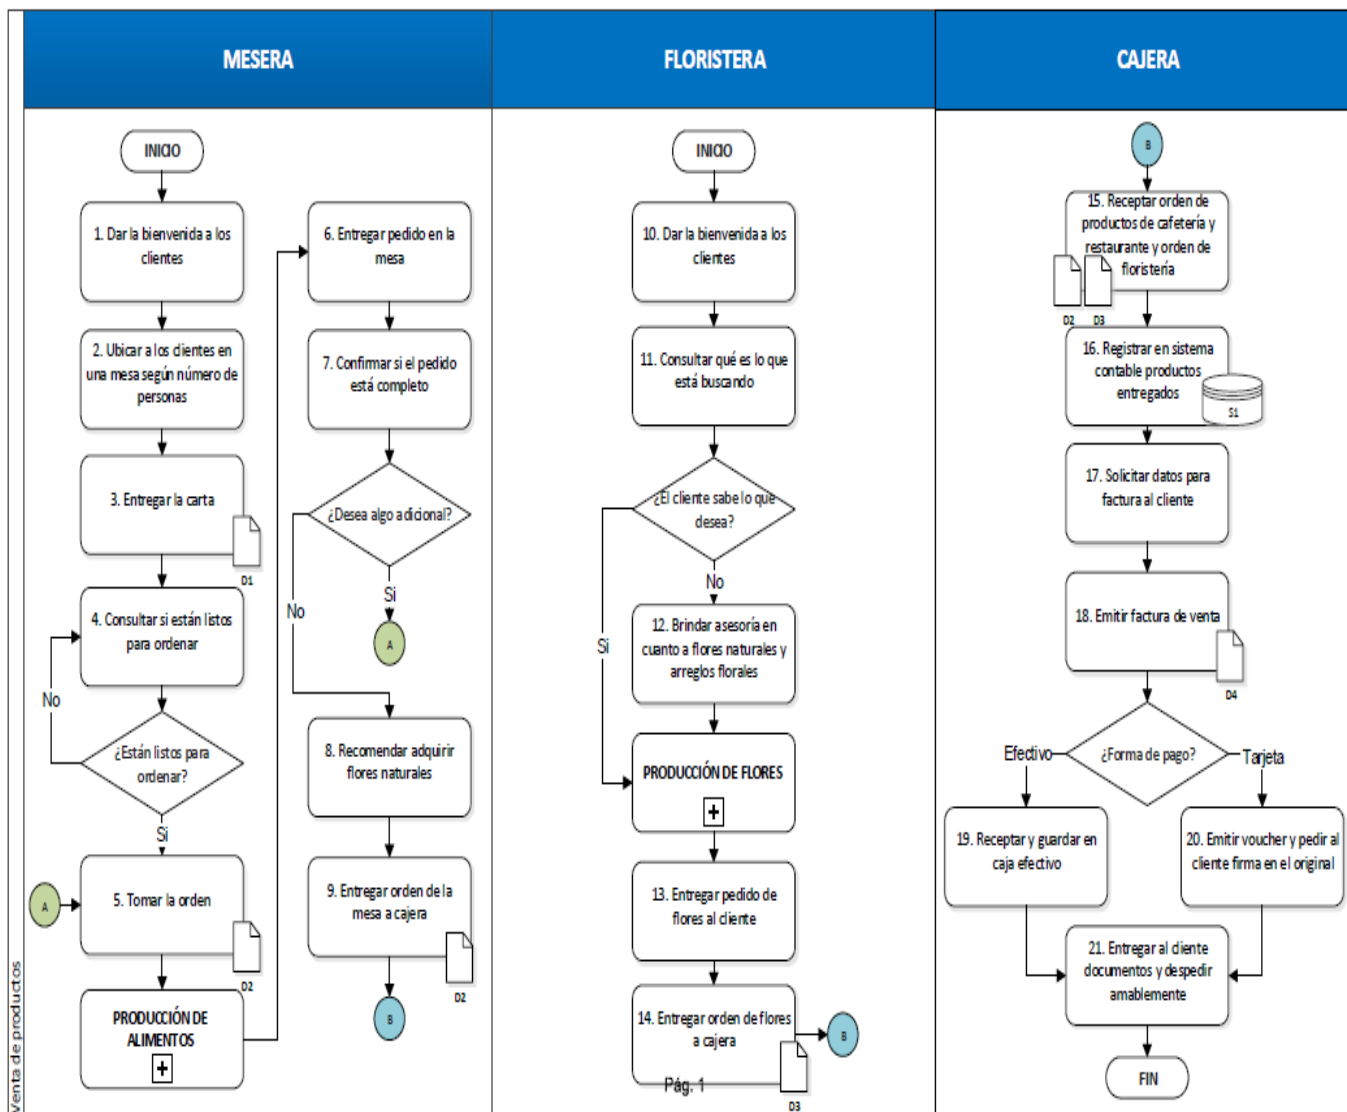 Venta de productos
MESERA
INICIO
1. Dar la bienvenida a los
clientes
2. Ubicar a los clientes en
una mesa según número de
personas
3. Entregar la carta
D1
4. Consultar si están listos
para ordenar
No
¿Están listos para
ordenar?
Si
A
5. Tomar la orden
D2
PRODUCCIÓN DE
ALIMENTOS
6. Entregar pedido en la
mesa
7. Confirmar si el pedido
está completo
¿Desea algo adicional?
Si
No
A
8. Recomendar adquirir
flores naturales
9. Entregar orden de la
mesa a cajera
D2
B
FLORISTERA
INICIO
10. Dar la bienvenida a los
clientes
11. Consultar qué es lo que
está buscando
¿El cliente sabe lo que
desea?
No
Si
12. Brindar asesoría en
cuanto a flores naturales y
arreglos florales
PRODUCCIÓN DE FLORES
13. Entregar pedido de
flores al cliente
14. Entregar orden de flores
a cajera
B
D3
Pág. 1
CAJERA
B
15. Receptar orden de
productos de cafetería y
restaurante y orden de
floristería
D2
D3
16. Registrar en sistema
contable productos
entregados
S1
17. Solicitar datos para
factura al cliente
18. Emitir factura de venta
D4
¿Forma de pago?
Efectivo
Tarjeta
19. Receptar y guardar en
caja efectivo
20. Emitir voucher y pedir al
cliente firma en el original
21. Entregar al cliente
documentos y despedir
amablemente
FIN